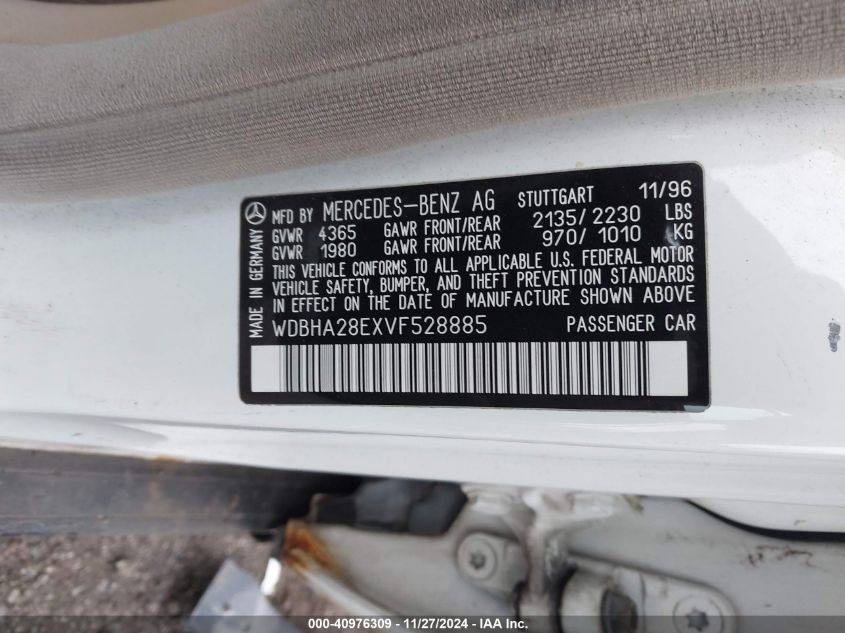 MADE IN GERMANY
MFD BY MERCEDES-BENZ AG STUTTGART 11/96
GVWR 4365 GAWR FRONT/REAR 2135/2230 LBS
GVWR 1980 GAWR FRONT/REAR 970/1010 KG
THIS VEHICLE CONFORMS TO ALL APPLICABLE U.S. FEDERAL MOTOR
VEHICLE SAFETY, BUMPER, AND THEFT PREVENTION STANDARDS
IN EFFECT ON THE DATE OF MANUFACTURE SHOWN ABOVE
WDBHA28EXVF528885 PASSENGER CAR
000-40976309 - 11/27/2024 - IAA Inc.